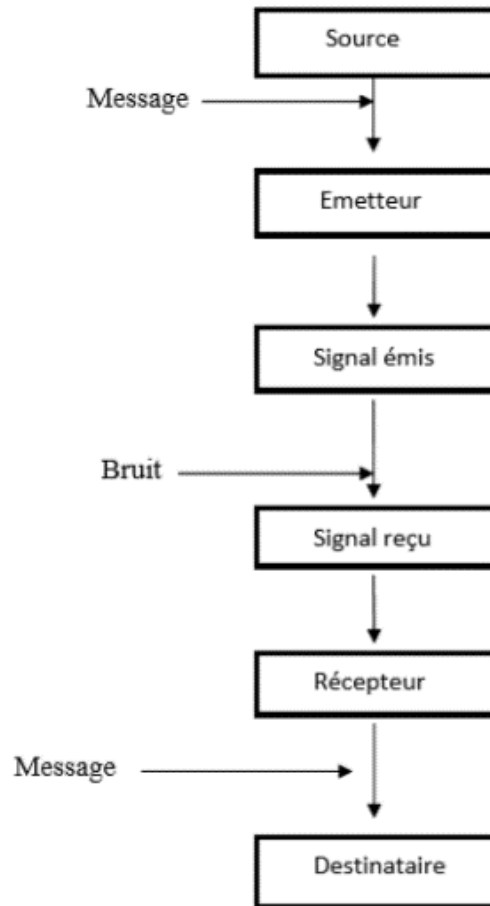 Source
Message
Emetteur
Signal émis
Bruit
Signal reçu
Récepteur
Message
Destinataire